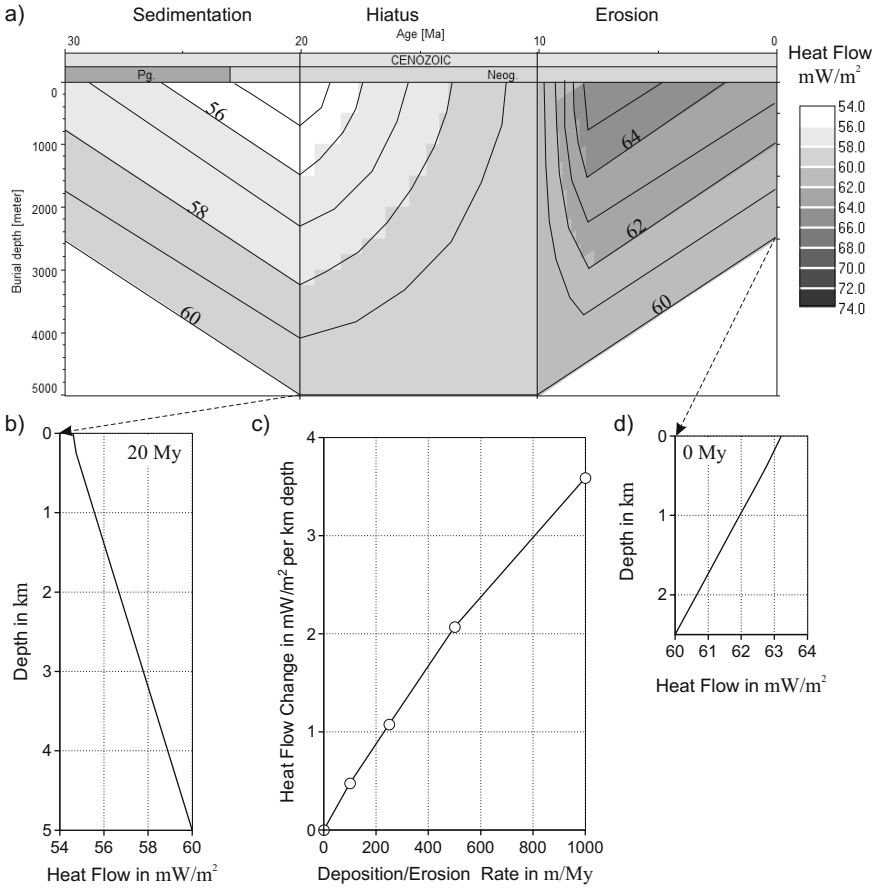 a) Sedimentation Hiatus Erosion
Age [Ma]
30 20 10 0
CENOZOIC
Pg. Neog.
Heat Flow
mW/m²
54.0
56.0
58.0
60.0
62.0
64.0
66.0
68.0
70.0
72.0
74.0
Burial depth [meter]
0
1000
2000
3000
4000
5000
56
58
60
64
62
60
b)
20 My
Depth in km
0
1
2
3
4
5
54 56 58 60
Heat Flow in mW/m²
c)
Heat Flow Change in mW/m² per km depth
4
3
2
1
0
0 200 400 600 800 1000
Deposition/Erosion Rate in m/My
d)
0 My
Depth in km
0
1
2
60 61 62 63 64
Heat Flow in mW/m²